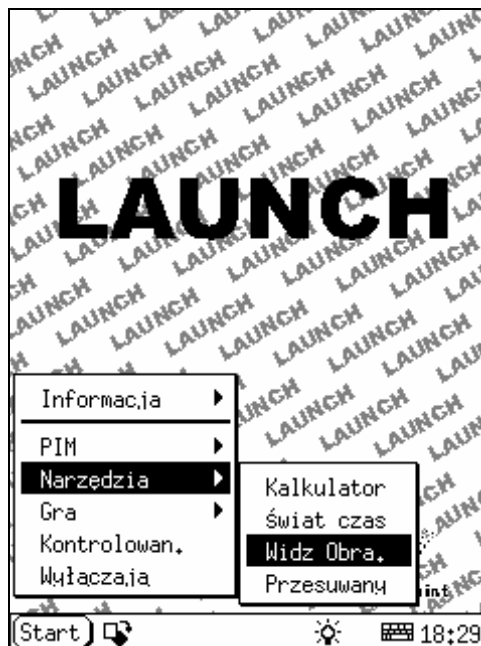 LAUNCH
Informacja
PIM
Narzędzia
Gra
Kontrolowan.
Wyłączają
Kalkulator
świat czas
Widz Obra.
Przesuwany
Start
18:29